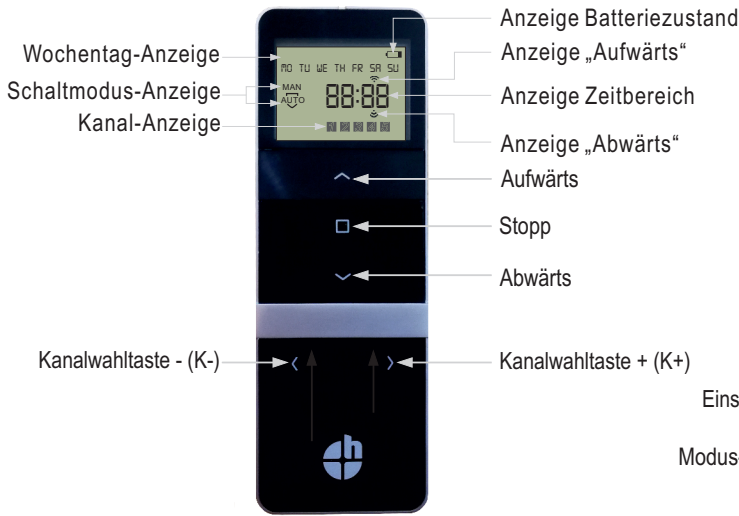 Anzeige Batteriezustand
Wochentag-Anzeige
Anzeige „Aufwärts“
MO TU WE TH FR SA SU
Schaltmodus-Anzeige
MAN
AUTO
88:88
Anzeige Zeitbereich
Kanal-Anzeige
Anzeige „Abwärts“
Aufwärts
Stopp
Abwärts
Kanalwahltaste - (K-)
Kanalwahltaste + (K+)
Eins
h